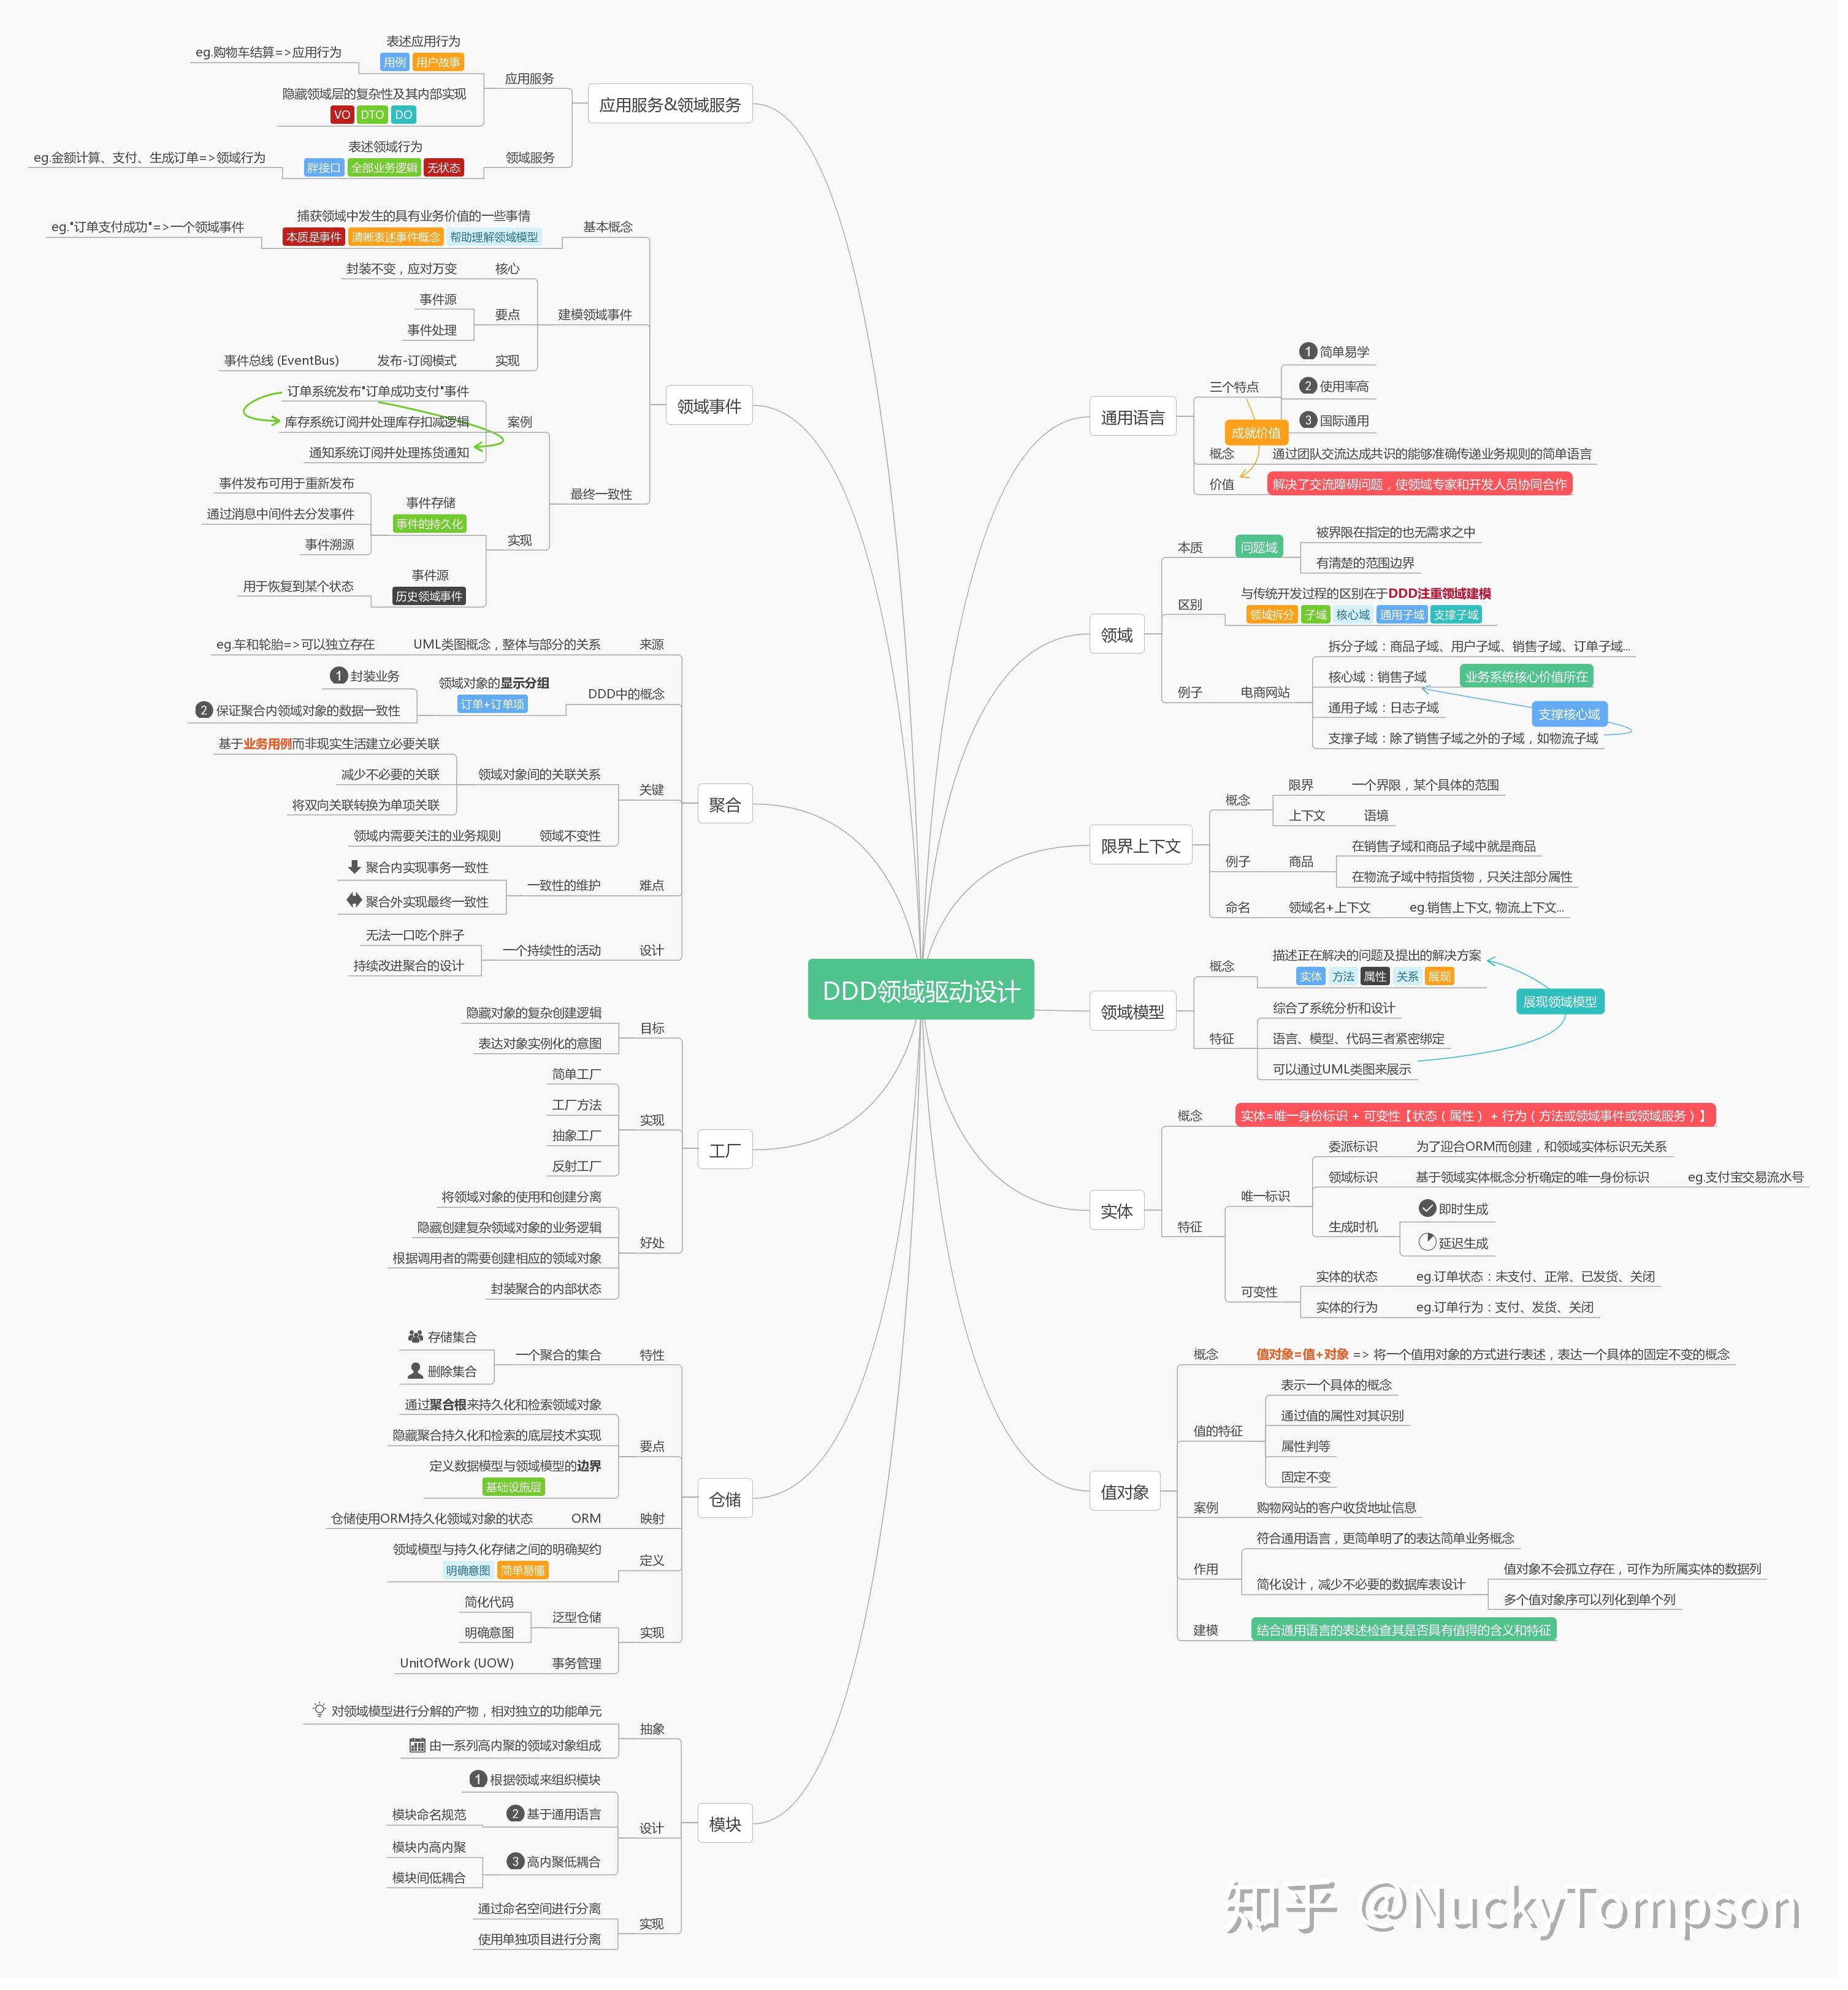 DDD领域驱动设计
通用语言
三个特点
1 简单易学
2 使用率高
3 国际通用
成就价值
概念
通过团队交流达成共识的能够准确传递业务规则的简单语言
价值
解决了交流障碍问题，使领域专家和开发人员协同合作
领域
本质
问题域
被界限在指定的也无需求之中
有清楚的范围边界
区别
与传统开发过程的区别在于DDD注重领域建模
领域拆分 子域 核心域 通用子域 支撑子域
例子
电商网站
拆分子域：商品子域、用户子域、销售子域、订单子域...
核心域：销售子域
业务系统核心价值所在
通用子域：日志子域
支撑核心域
支撑子域：除了销售子域之外的子域，如物流子域
限界上下文
概念
限界
一个界限，某个具体的范围
上下文
语境
例子
商品
在销售子域和商品子域中就是商品
在物流子域中特指货物，只关注部分属性
命名
领域名+上下文
eg.销售上下文, 物流上下文...
领域模型
概念
描述正在解决的问题及提出的解决方案
实体 方法 属性 关系 展现
展现领域模型
特征
综合了系统分析和设计
语言、模型、代码三者紧密绑定
可以通过UML类图来展示
实体
概念
实体=唯一身份标识 + 可变性【状态（属性） + 行为（方法或领域事件或领域服务）】
特征
唯一标识
委派标识
为了迎合ORM而创建，和领域实体标识无关系
领域标识
基于领域实体概念分析确定的唯一身份标识
eg.支付宝交易流水号
生成时机
即时生成
延迟生成
可变性
实体的状态
eg.订单状态：未支付、正常、已发货、关闭
实体的行为
eg.订单行为：支付、发货、关闭
值对象
概念
值对象=值+对象 => 将一个值用对象的方式进行表述，表达一个具体的固定不变的概念
值的特征
表示一个具体的概念
通过值的属性对其识别
属性判等
固定不变
案例
购物网站的客户收货地址信息
作用
符合通用语言，更简单明了的表达简单业务概念
简化设计，减少不必要的数据库表设计
值对象不会孤立存在，可作为所属实体的数据列
多个值对象序可以列化到单个列
建模
结合通用语言的表述检查其是否具有值得的含义和特征
应用服务&领域服务
应用服务
表述应用行为
用例 用户故事
eg.购物车结算=>应用行为
隐藏领域层的复杂性及其内部实现
VO DTO DO
领域服务
表述领域行为
胖接口 全部业务逻辑 无状态
eg.金额计算、支付、生成订单=>领域行为
领域事件
基本概念
捕获领域中发生的具有业务价值的一些事情
本质是事件 清晰表述事件概念 帮助理解领域模型
eg."订单支付成功"=>一个领域事件
建模领域事件
核心
封装不变，应对万变
要点
事件源
事件处理
实现
发布-订阅模式
事件总线 (EventBus)
最终一致性
案例
订单系统发布"订单成功支付"事件
库存系统订阅并处理库存扣减逻辑
通知系统订阅并处理拣货通知
实现
事件存储
事件的持久化
事件发布可用于重新发布
通过消息中间件去分发事件
事件溯源
事件源
历史领域事件
用于恢复到某个状态
聚合
来源
UML类图概念，整体与部分的关系
eg.车和轮胎=>可以独立存在
DDD中的概念
领域对象的显示分组
订单+订单项
1 封装业务
2 保证聚合内领域对象的数据一致性
关键
领域对象间的关联关系
基于业务用例而非现实生活建立必要关联
减少不必要的关联
将双向关联转换为单项关联
领域不变性
领域内需要关注的业务规则
难点
一致性的维护
聚合内实现事务一致性
聚合外实现最终一致性
设计
一个持续性的活动
无法一口吃个胖子
持续改进聚合的设计
工厂
目标
隐藏对象的复杂创建逻辑
表达对象实例化的意图
实现
简单工厂
工厂方法
抽象工厂
反射工厂
好处
将领域对象的使用和创建分离
隐藏创建复杂领域对象的业务逻辑
根据调用者的需要创建相应的领域对象
封装聚合的内部状态
仓储
特性
一个聚合的集合
存储集合
删除集合
要点
通过聚合根来持久化和检索领域对象
隐藏聚合持久化和检索的底层技术实现
定义数据模型与领域模型的边界
基础设施层
映射
ORM
仓储使用ORM持久化领域对象的状态
定义
领域模型与持久化存储之间的明确契约
明确意图 简单易懂
实现
泛型仓储
简化代码
明确意图
事务管理
UnitOfWork (UOW)
模块
抽象
对领域模型进行分解的产物，相对独立的功能单元
由一系列高内聚的领域对象组成
设计
1 根据领域来组织模块
2 基于通用语言
模块命名规范
3 高内聚低耦合
模块内高内聚
模块间低耦合
实现
通过命名空间进行分离
使用单独项目进行分离
知乎 @NuckyTompson